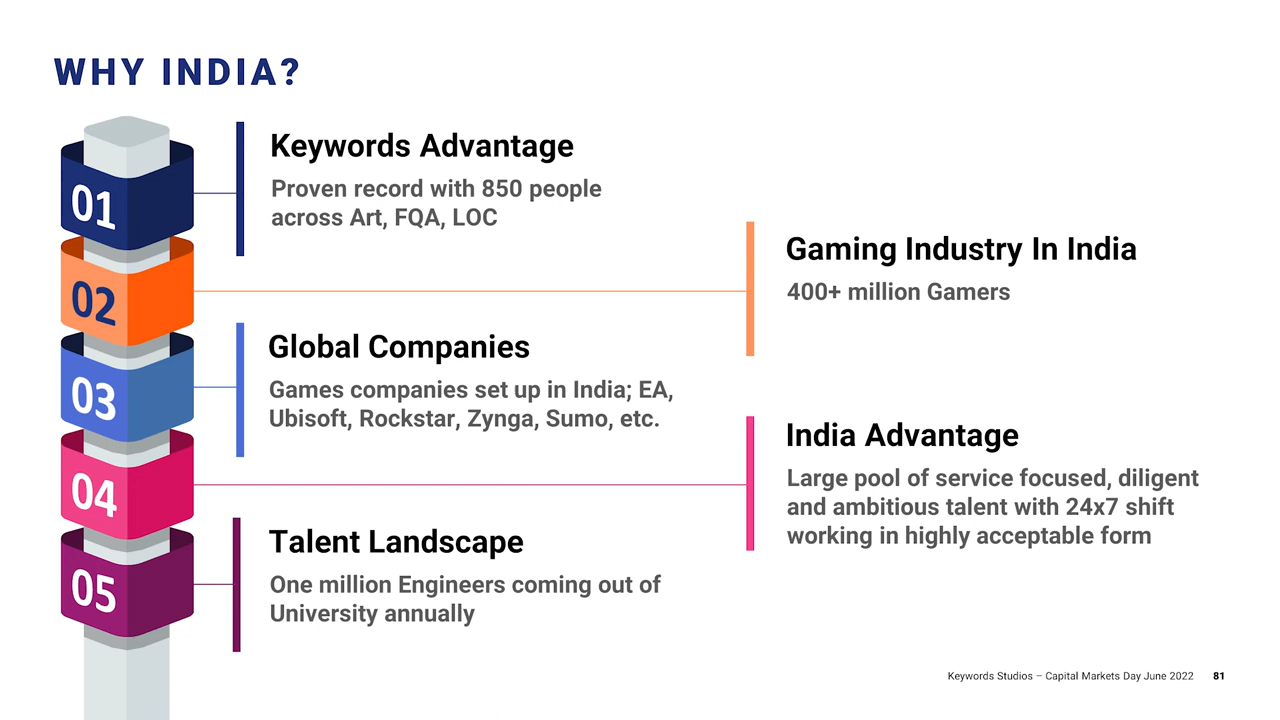 WHY INDIA?
01
Keywords Advantage
Proven record with 850 people
across Art, FQA, LOC
02
Gaming Industry In India
400+ million Gamers
03
Global Companies
Games companies set up in India; EA,
Ubisoft, Rockstar, Zynga, Sumo, etc.
04
India Advantage
Large pool of service focused, diligent
and ambitious talent with 24x7 shift
working in highly acceptable form
05
Talent Landscape
One million Engineers coming out of
University annually
Keywords Studios – Capital Markets Day June 2022 81